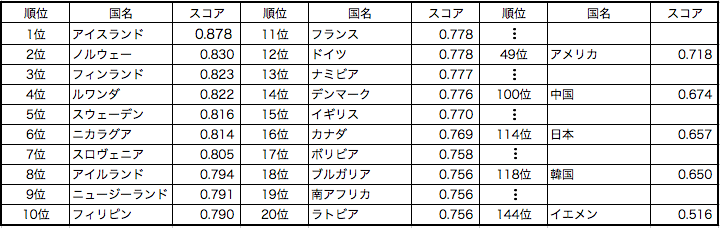 順位 国名 スコア 順位 国名 スコア 順位 国名 スコア
1位 アイスランド 0.878 11位 フランス 0.778 ⋮
2位 ノルウェー 0.830 12位 ドイツ 0.778 49位 アメリカ 0.718
3位 フィンランド 0.823 13位 ナミビア 0.777 ⋮
4位 ルワンダ 0.822 14位 デンマーク 0.776 100位 中国 0.674
5位 スウェーデン 0.816 15位 イギリス 0.770 ⋮
6位 ニカラグア 0.814 16位 カナダ 0.769 114位 日本 0.657
7位 スロヴェニア 0.805 17位 ボリビア 0.758 ⋮
8位 アイルランド 0.794 18位 ブルガリア 0.756 118位 韓国 0.650
9位 ニュージーランド 0.791 19位 南アフリカ 0.756 ⋮
10位 フィリピン 0.790 20位 ラトビア 0.756 144位 イエメン 0.516